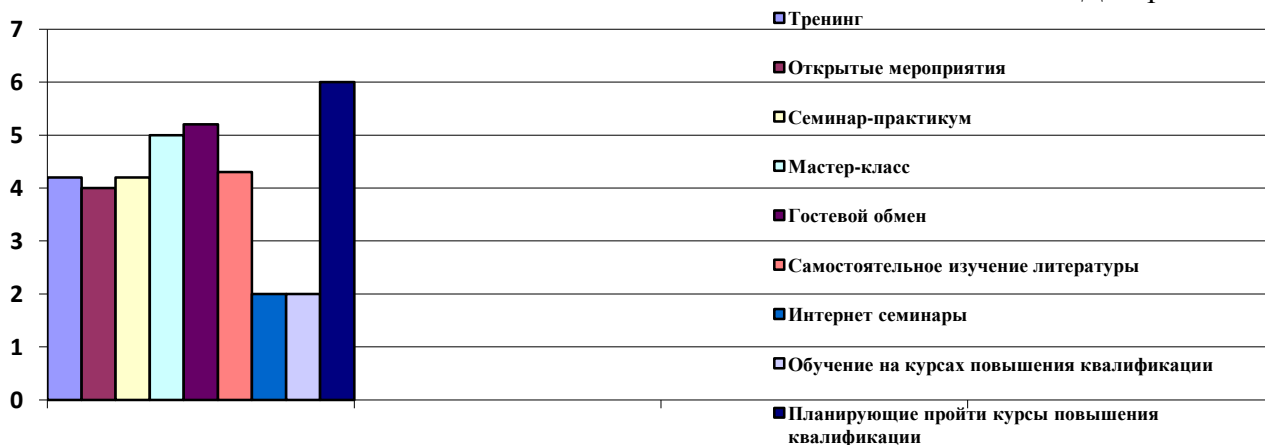 7
6
5
4
3
2
1
0
Тренинг
Открытые мероприятия
Семинар-практикум
Мастер-класс
Гостевой обмен
Самостоятельное изучение литературы
Интернет семинары
Обучение на курсах повышения квалификации
Планирующие пройти курсы повышения
квалификации